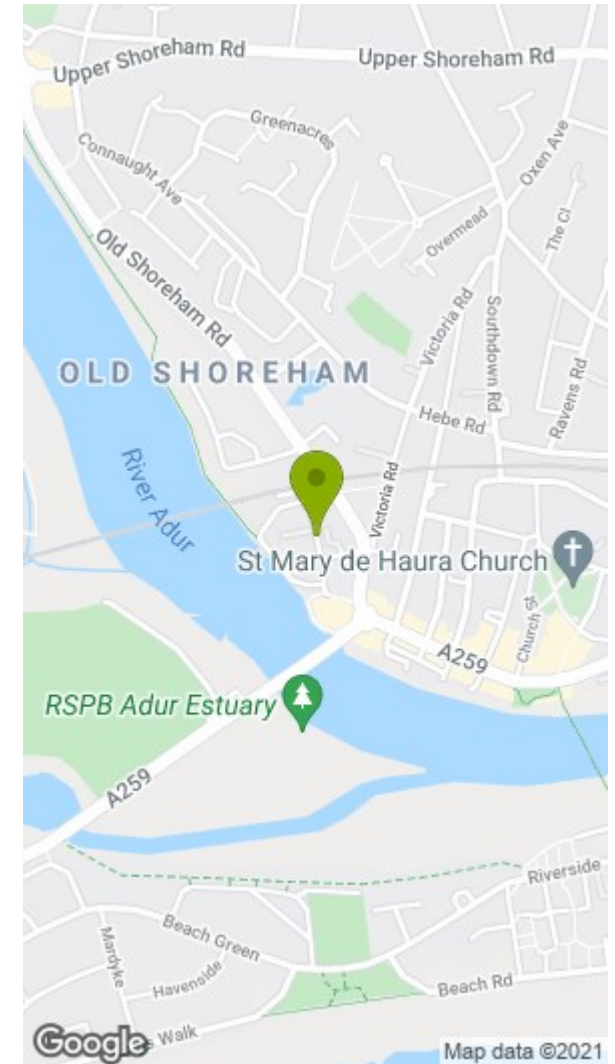 Upper Shoreham Rd
Upper Shoreham Rd
Greenacres
Oxen Ave
Connaught Ave
Overmead
The Cl
Old Shoreham Rd
Victoria Rd
Southdown Rd
OLD SHOREHAM
Ravens Rd
Hebe Rd
River Adur
Victoria Rd
St Mary de Haura Church
Church St
A259
RSPB Adur Estuary
A259
Riverside
Beach Green
Mardyke
Havenside
Beach Rd
s Walk
Google
Map data ©2021